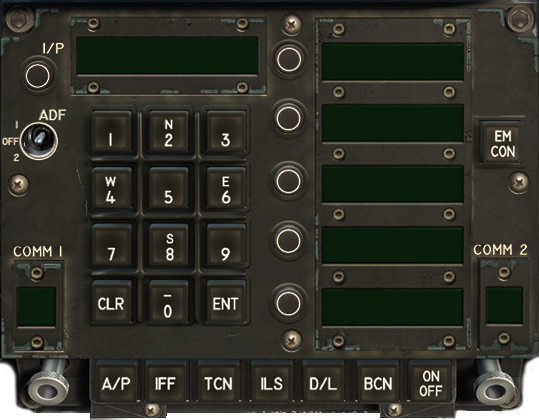 I/P
ADF
1
OFF
2
1
N
2
3
W
4
5
E
6
7
S
8
9
CLR
–
0
ENT
EM
CON
COMM 1
COMM 2
A/P
IFF
TCN
ILS
D/L
BCN
ON
OFF